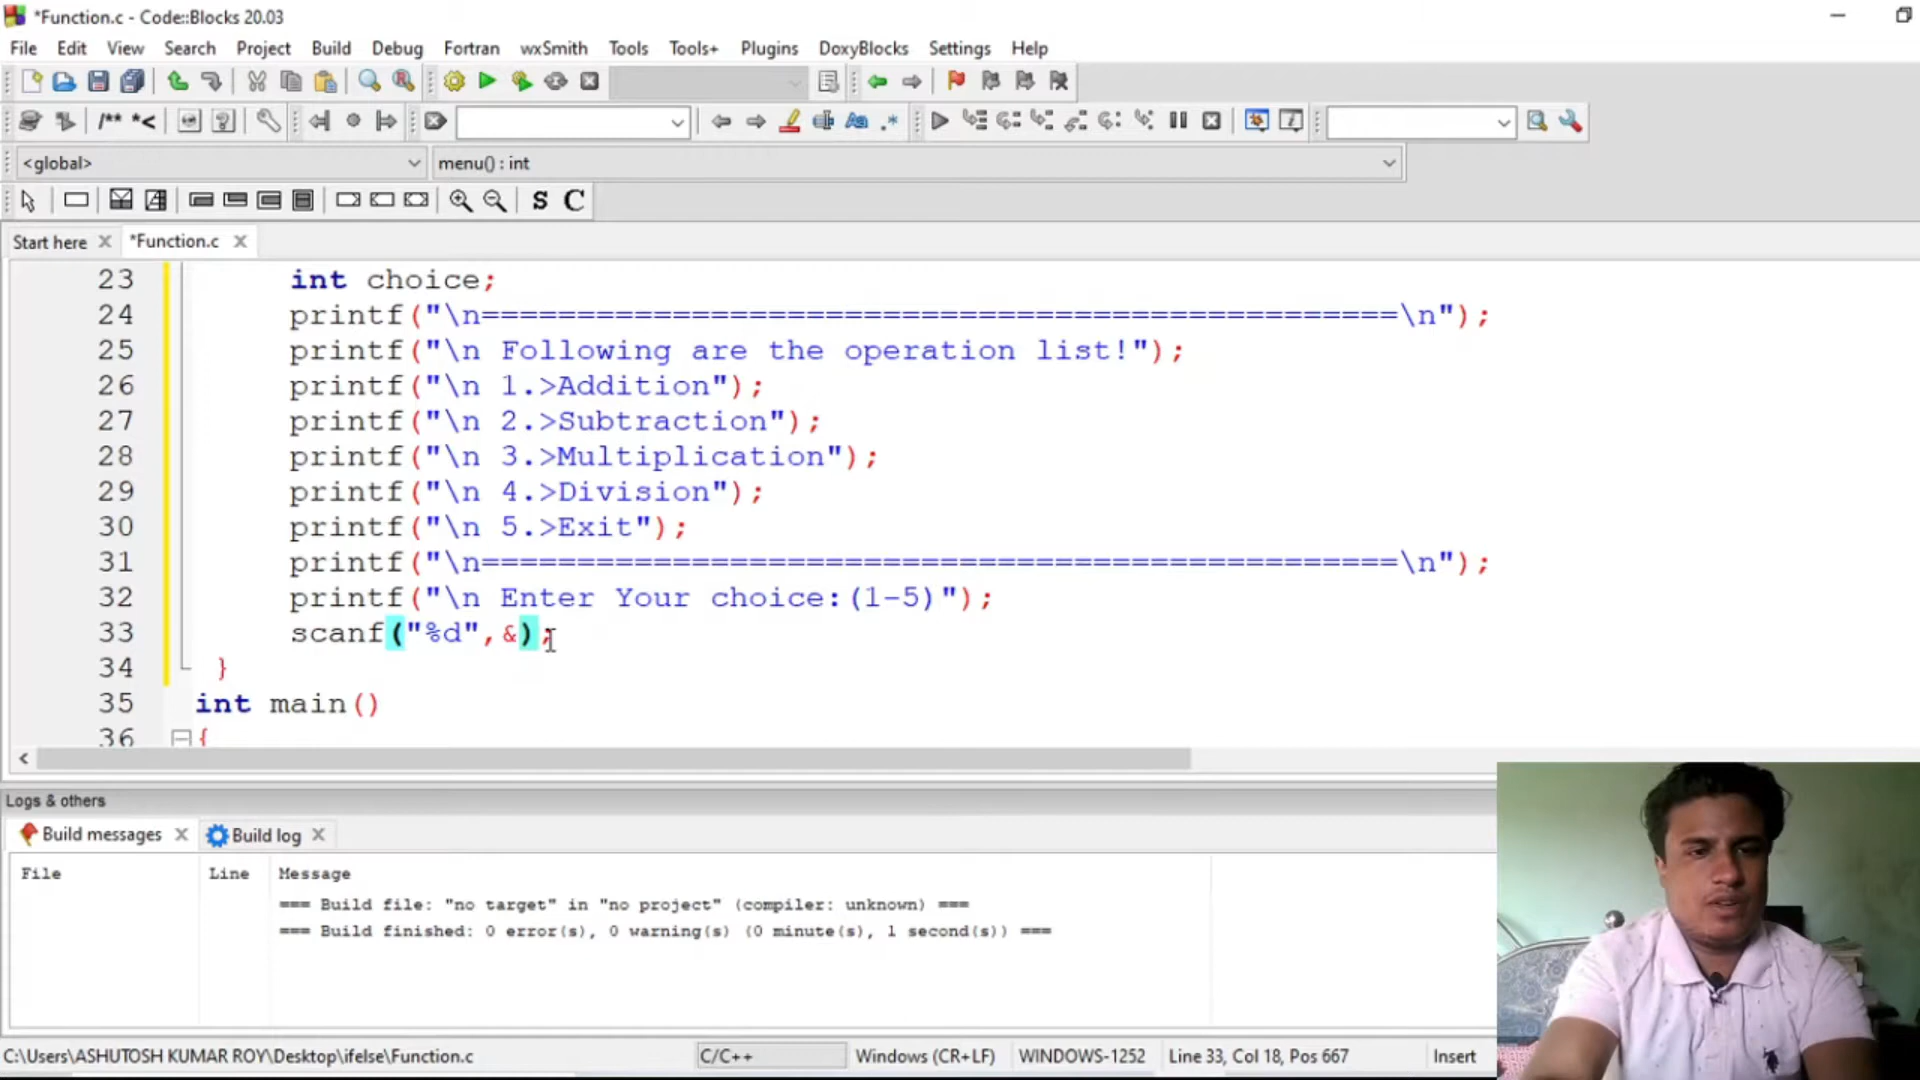 *Function.c - Code::Blocks 20.03
File Edit View Search Project Build Debug Fortran wxSmith Tools Tools+ Plugins DoxyBlocks Settings Help
/** *<
<global> menu() : int
S C
Start here *Function.c
23 int choice;
24 printf("\n================================================\n");
25 printf("\n Following are the operation list!");
26 printf("\n 1.>Addition");
27 printf("\n 2.>Subtraction");
28 printf("\n 3.>Multiplication");
29 printf("\n 4.>Division");
30 printf("\n 5.>Exit");
31 printf("\n================================================\n");
32 printf("\n Enter Your choice:(1-5)");
33 scanf("%d",&);
34 }
35 int main()
36 {
Logs & others
Build messages Build log
File Line Message
=== Build file: "no target" in "no project" (compiler: unknown) ===
=== Build finished: 0 error(s), 0 warning(s) (0 minute(s), 1 second(s)) ===
C:\Users\ASHUTOSH KUMAR ROY\Desktop\ifelse\Function.c C/C++ Windows (CR+LF) WINDOWS-1252 Line 33, Col 18, Pos 667 Insert